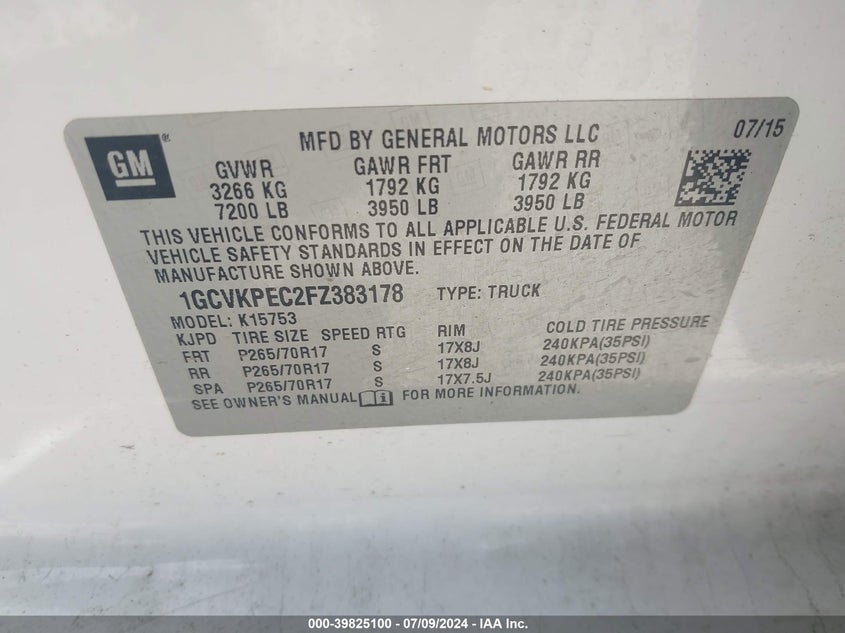 GM®
MFD BY GENERAL MOTORS LLC 07/15
GVWR GAWR FRT GAWR RR
3266 KG 1792 KG 1792 KG
7200 LB 3950 LB 3950 LB
THIS VEHICLE CONFORMS TO ALL APPLICABLE U.S. FEDERAL MOTOR
VEHICLE SAFETY STANDARDS IN EFFECT ON THE DATE OF
MANUFACTURE SHOWN ABOVE.
1GCVKPEC2FZ383178 TYPE: TRUCK
MODEL: K15753
KJPD TIRE SIZE SPEED RTG RIM COLD TIRE PRESSURE
FRT P265/70R17 S 17X8J 240KPA(35PSI)
RR P265/70R17 S 17X8J 240KPA(35PSI)
SPA P265/70R17 S 17X7.5J 240KPA(35PSI)
SEE OWNER'S MANUAL FOR MORE INFORMATION.
000-39825100 - 07/09/2024 - IAA Inc.